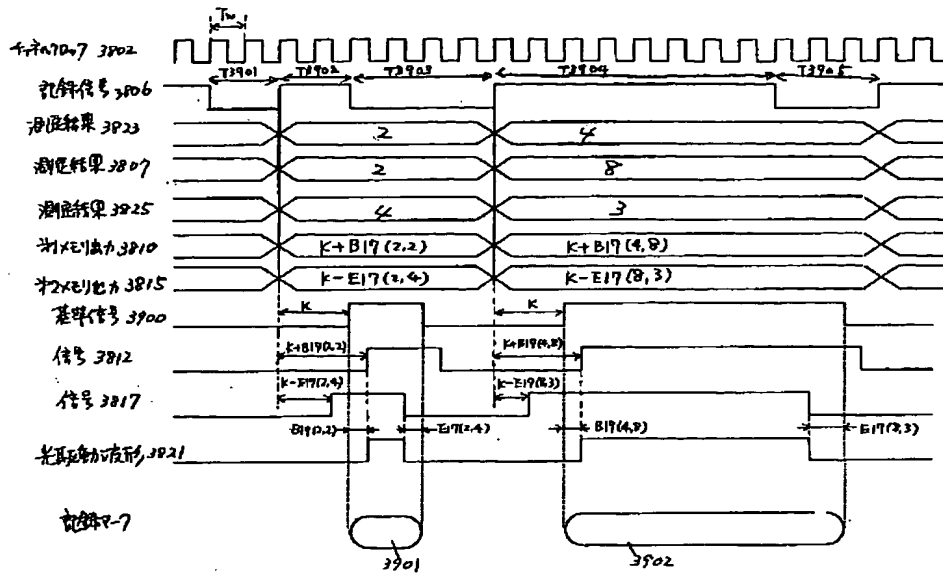 Tw
チャネルクロック 3802
T3901 T3902 T3903 T3904 T3905
記録信号 3806
測定結果 3823 2 4
測定結果 3807 2 8
測定結果 3825 4 3
第1メモリ出力 3810 K+B17(2,2) K+B17(4,8)
第2メモリ出力 3815 K-E17(2,4) K-E17(8,3)
基準信号 3900 K K
信号 3812 K+B17(2,2) K+B17(4,8)
信号 3817 K-E17(2,4) K-E17(8,3)
B17(2,2) E17(2,4) B17(4,8) E17(8,3)
光駆動波形 3821
記録マーク
3901 3902